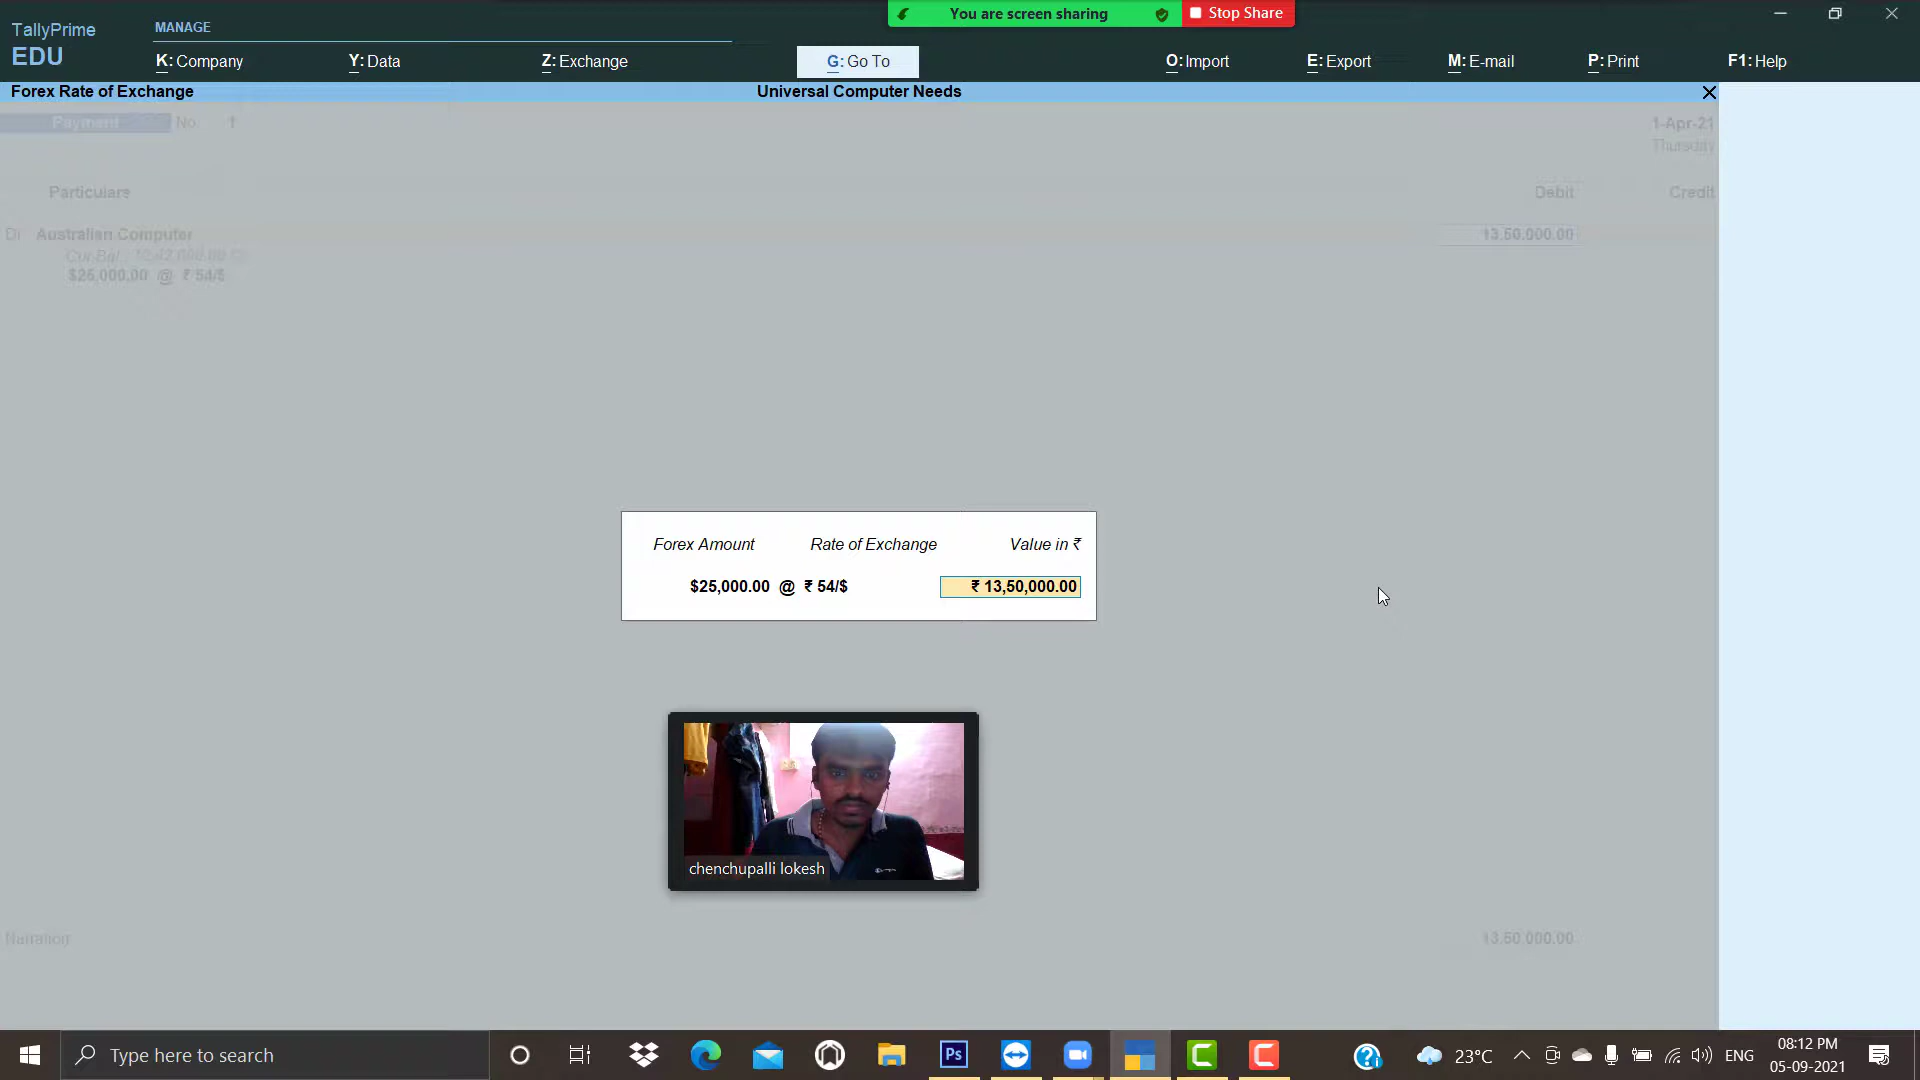 You are screen sharing Stop Share
TallyPrime
EDU
MANAGE
K: Company Y: Data Z: Exchange G: Go To O: Import E: Export M: E-mail P: Print F1: Help
Forex Rate of Exchange Universal Computer Needs
Payment No. 1 1-Apr-21
Thursday
Particulars Debit Credit
Australian Computer 13,50,000.00
Cur Bal :
$25,000.00 @ ₹ 54/$
Forex Amount Rate of Exchange Value in ₹
$25,000.00 @ ₹ 54/$ ₹ 13,50,000.00
chenchupalli lokesh
Narration 13,50,000.00
Type here to search
Ps
23°C ENG 08:12 PM
05-09-2021